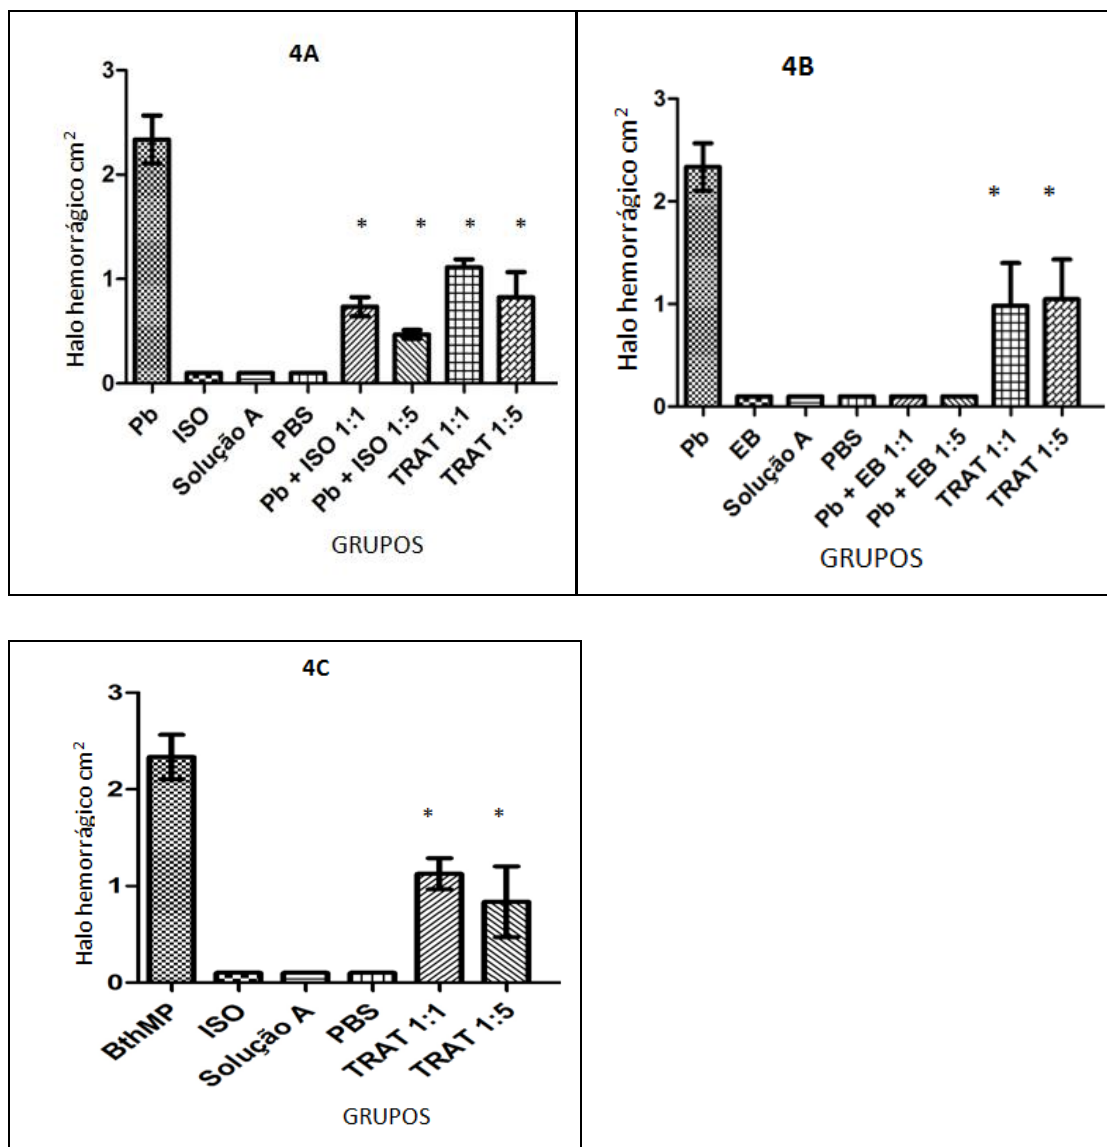 4A
3
2
1
0
Halo hemorrágico cm²
* * * *
Pb
ISO
Solução A
PBS
Pb + ISO 1:1
Pb + ISO 1:5
TRAT 1:1
TRAT 1:5
GRUPOS
4B
3
2
1
0
Halo hemorrágico cm²
* *
Pb
EB
Solução A
PBS
Pb + EB 1:1
Pb + EB 1:5
TRAT 1:1
TRAT 1:5
GRUPOS
4C
3
2
1
0
Halo hemorrágico cm²
* *
BthMP
ISO
Solução A
PBS
TRAT 1:1
TRAT 1:5
GRUPOS